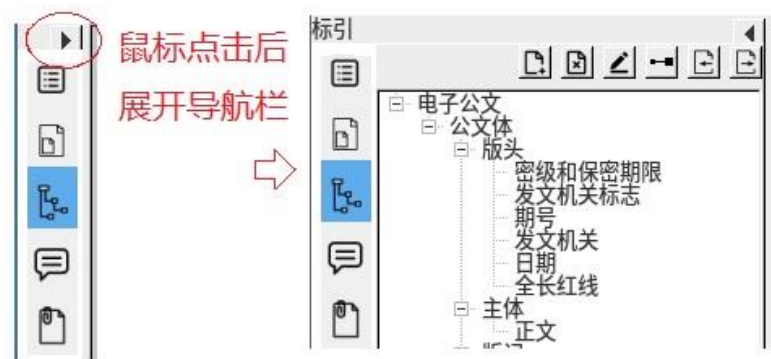 鼠标点击后
展开导航栏
标引
电子公文
公文体
版头
密级和保密期限
发文机关标志
期号
发文机关
日期
全长红线
主体
正文